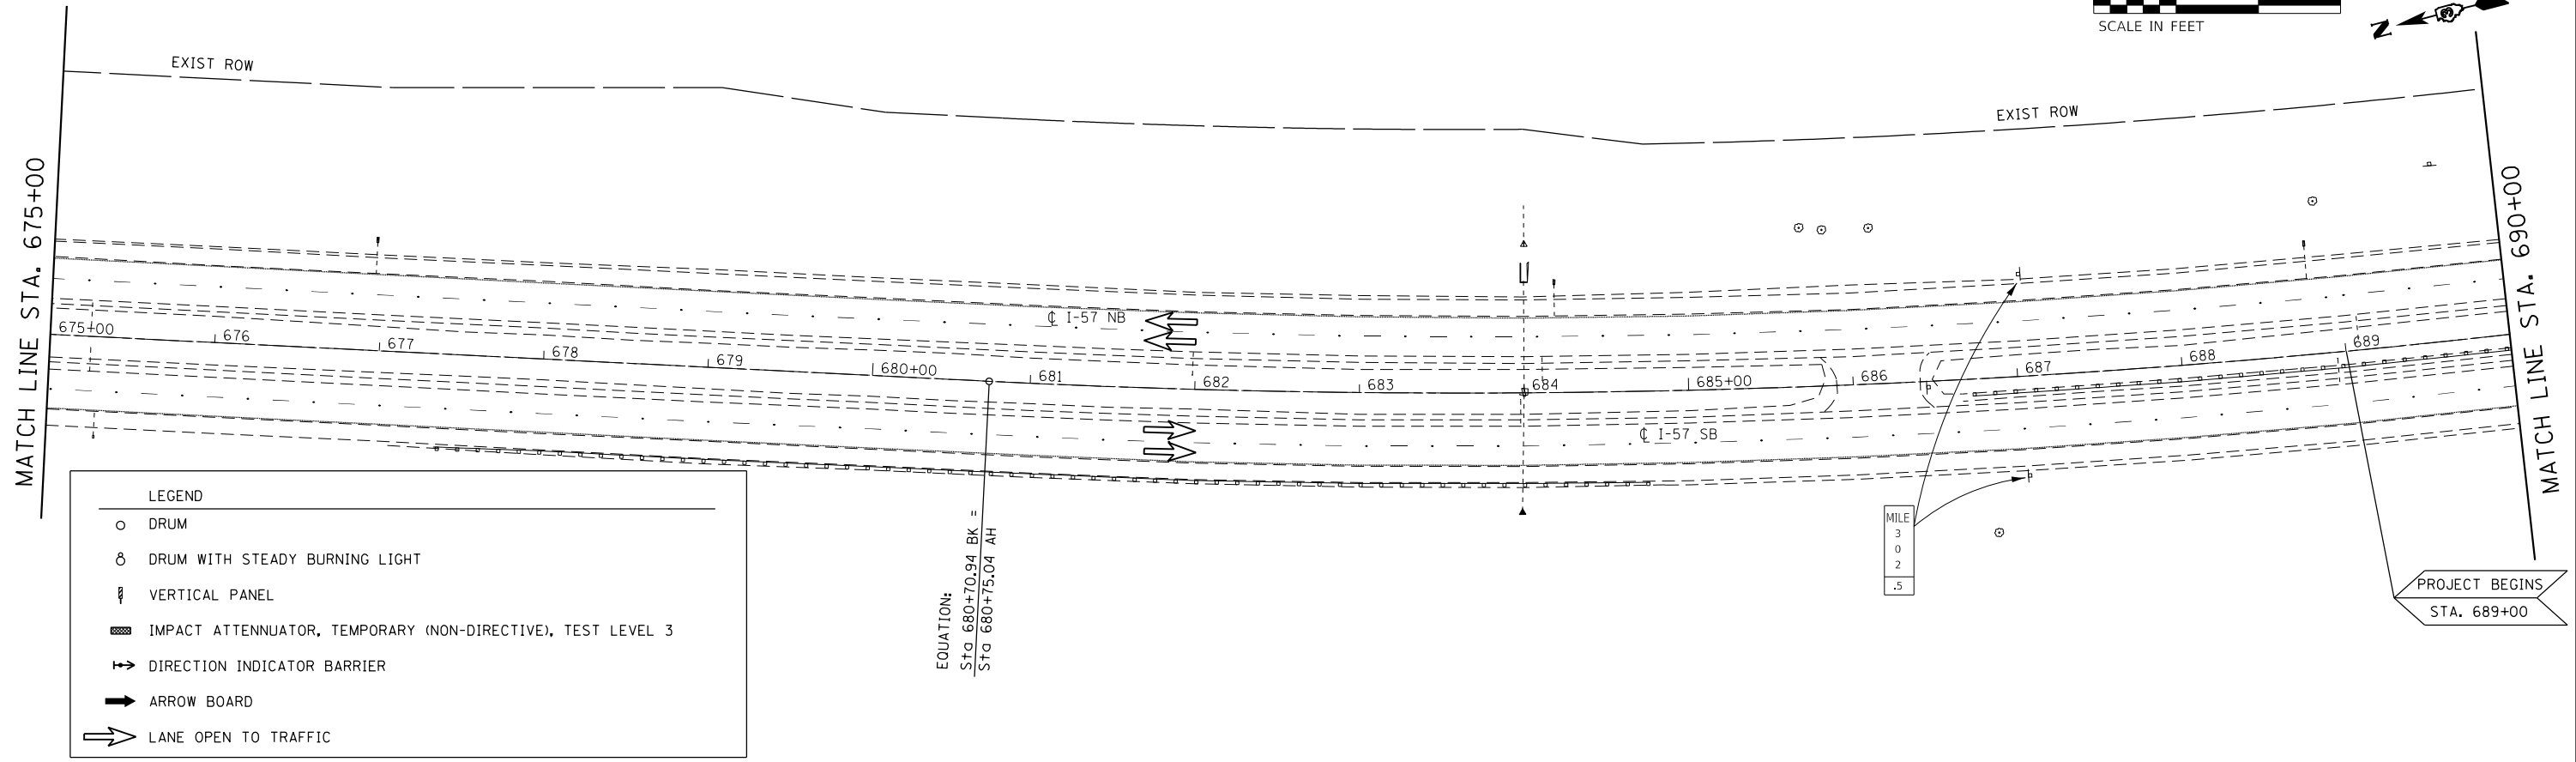 SCALE IN FEET
N
3
EXIST ROW
EXIST ROW
MATCH LINE STA. 675+00
MATCH LINE STA. 690+00
℄ I-57 NB
675+00
676
677
678
679
680+00
681
682
683
684
685+00
686
687
688
689
℄ I-57 SB
LEGEND
DRUM
DRUM WITH STEADY BURNING LIGHT
VERTICAL PANEL
IMPACT ATTENNUATOR, TEMPORARY (NON-DIRECTIVE), TEST LEVEL 3
DIRECTION INDICATOR BARRIER
ARROW BOARD
LANE OPEN TO TRAFFIC
EQUATION:
Sta 680+70.94 BK =
Sta 680+75.04 AH
MILE
3
0
2
.5
PROJECT BEGINS
STA. 689+00